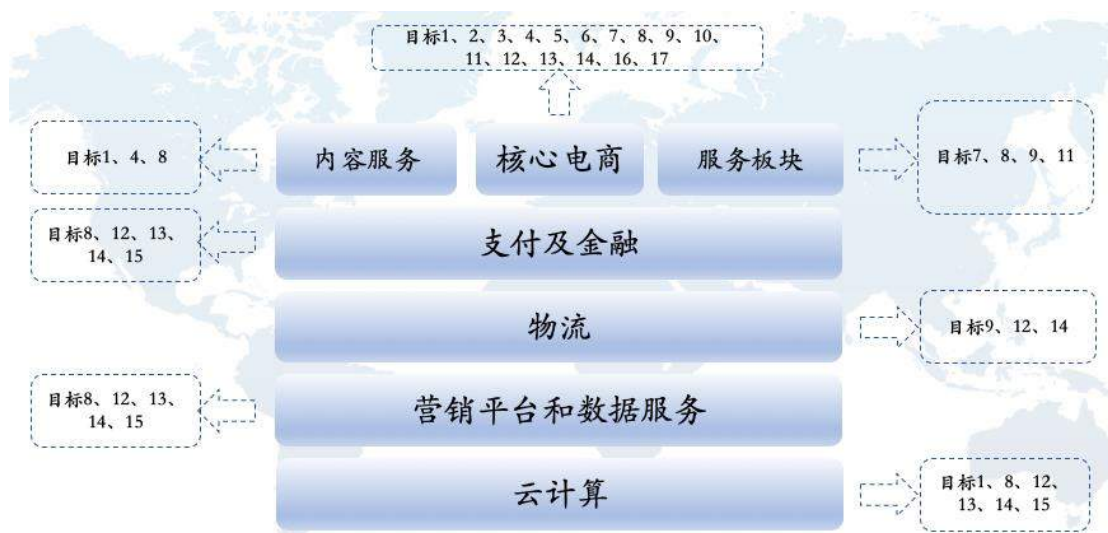 目标1、2、3、4、5、6、7、8、9、10、
11、12、13、14、16、17
目标1、4、8
内容服务
核心电商
服务板块
目标7、8、9、11
目标8、12、13、
14、15
支付及金融
物流
目标9、12、14
目标8、12、13、
14、15
营销平台和数据服务
云计算
目标1、8、12、
13、14、15